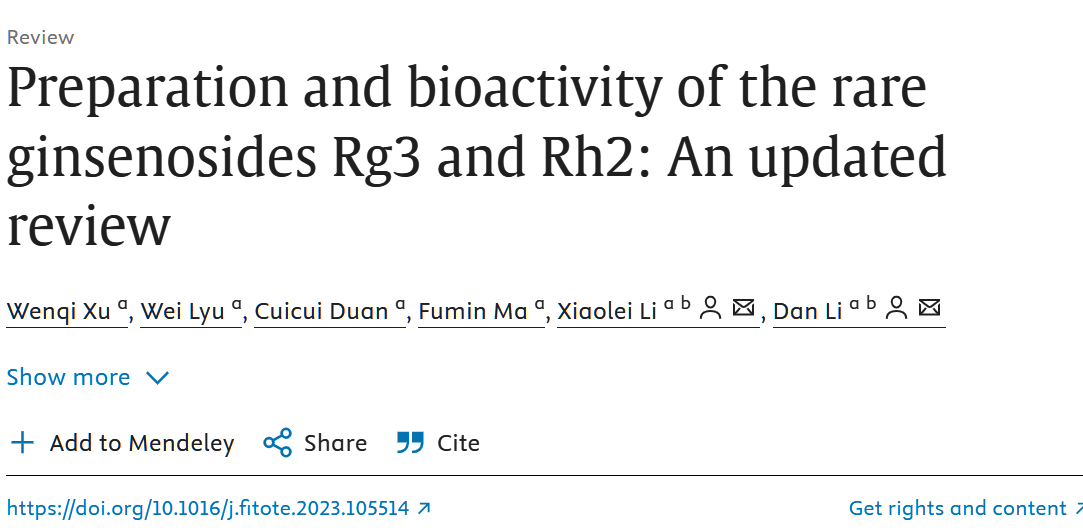 Review
Preparation and bioactivity of the rare
ginsenosides Rg3 and Rh2: An updated
review
Wenqi Xu a, Wei Lyu a, Cuicui Duan a, Fumin Ma a, Xiaolei Li a b, Dan Li a b
Show more
Add to Mendeley Share Cite
https://doi.org/10.1016/j.fitote.2023.105514 Get rights and content